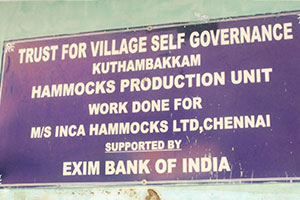 TRUST FOR VILLAGE SELF GOVERNANCE
KUTHAMBAKKAM
HAMMOCKS PRODUCTION UNIT
WORK DONE FOR
M/S INCA HAMMOCKS LTD,CHENNAI
SUPPORTED BY
EXIM BANK OF INDIA